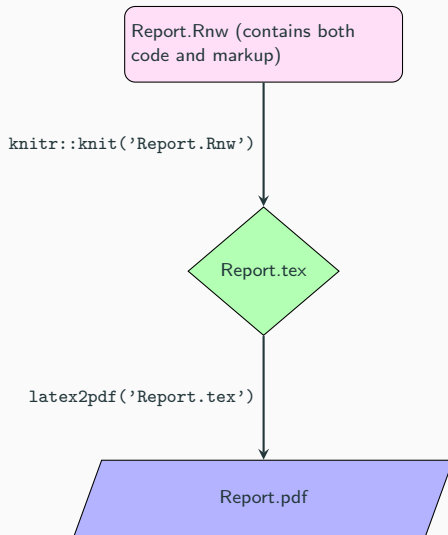 Report.Rnw (contains both
code and markup)
knitr::knit('Report.Rnw')
Report.tex
latex2pdf('Report.tex')
Report.pdf